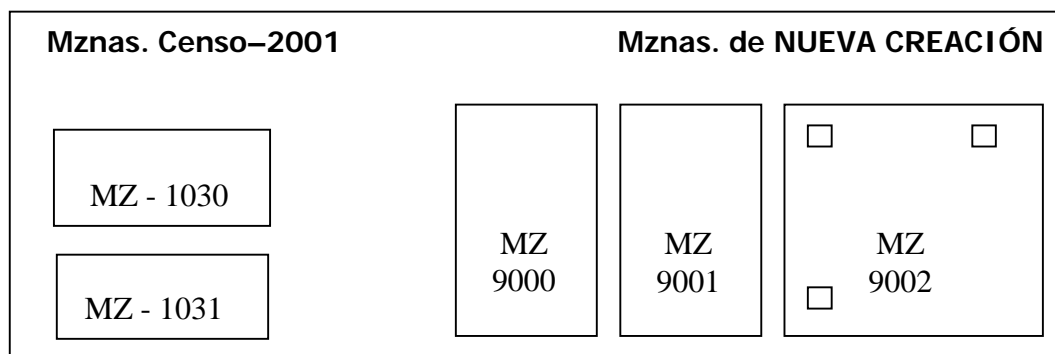 Mznas. Censo–2001
Mznas. de NUEVA CREACIÓN
MZ - 1030
MZ - 1031
MZ
9000
MZ
9001
MZ
9002